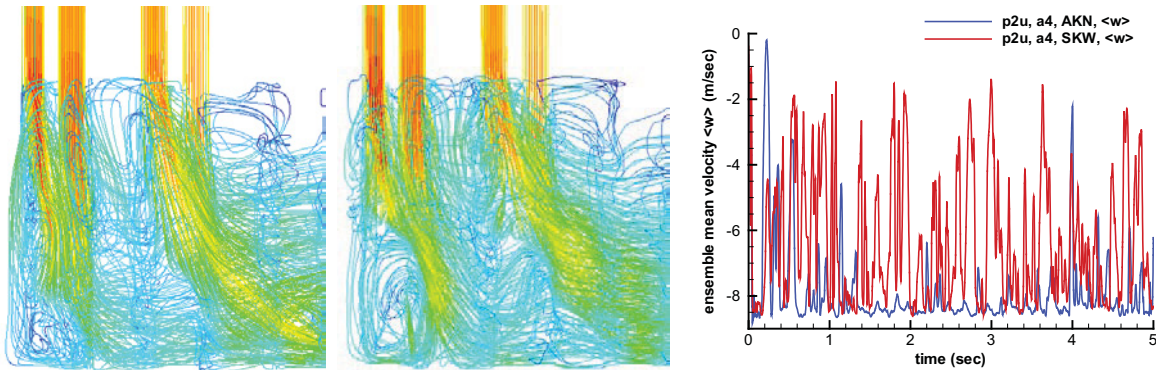 p2u, a4, AKN, <w>
p2u, a4, SKW, <w>
0
-2
-4
-6
-8
ensemble mean velocity <w> (m/sec)
0 1 2 3 4 5
time (sec)